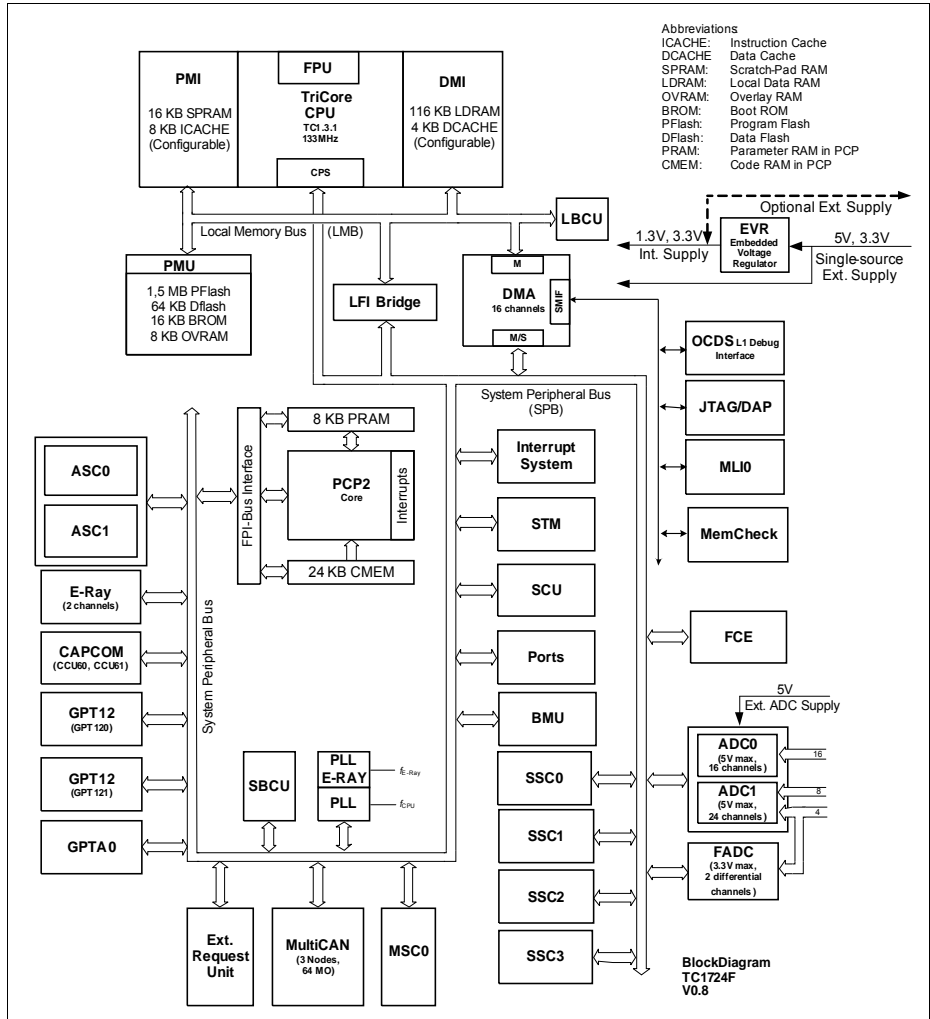 Abbreviations:
ICACHE: Instruction Cache
DCACHE Data Cache
SPRAM: Scratch-Pad RAM
LDRAM: Local Data RAM
OVRAM: Overlay RAM
BROM: Boot ROM
PFlash: Program Flash
DFlash: Data Flash
PRAM: Parameter RAM in PCP
CMEM: Code RAM in PCP
PMI
16 KB SPRAM
8 KB ICACHE
(Configurable)
FPU
TriCore
CPU
TC1.3.1
133MHz
CPS
DMI
116 KB LDRAM
4 KB DCACHE
(Configurable)
LBCU
Local Memory Bus (LMB)
Optional Ext. Supply
1.3V, 3.3V
Int. Supply
EVR
Embedded
Voltage
Regulator
5V, 3.3V
Single-source
Ext. Supply
PMU
1,5 MB PFlash
64 KB Dflash
16 KB BROM
8 KB OVRAM
LFI Bridge
M
DMA
16 channels
SMIF
M/S
OCDS L1 Debug
Interface
JTAG/DAP
MLI0
MemCheck
System Peripheral Bus
(SPB)
ASC0
ASC1
E-Ray
(2 channels)
CAPCOM
(CCU60, CCU61)
GPT12
(GPT120)
GPT12
(GPT121)
GPTA0
System Peripheral Bus
FPI-Bus Interface
8 KB PRAM
PCP2
Core
Interrupts
24 KB CMEM
Interrupt
System
STM
SCU
Ports
BMU
SSC0
SSC1
SSC2
SSC3
FCE
5V
Ext. ADC Supply
ADC0
(5V max,
16 channels)
16
ADC1
(5V max,
24 channels)
8
4
FADC
(3.3V max,
2 differential
channels)
SBCU
PLL
E-RAY
fE-Ray
PLL
fCPU
Ext.
Request
Unit
MultiCAN
(3 Nodes,
64 MO)
MSC0
BlockDiagram
TC1724F
V0.8